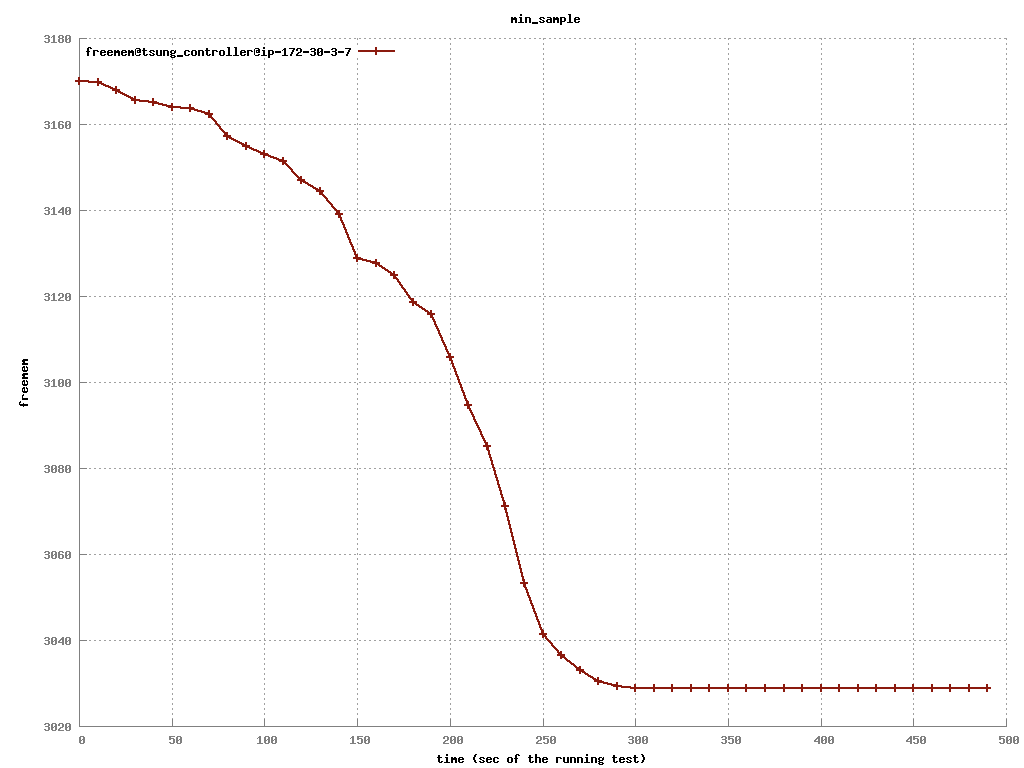 min_sample
freemem@tsung_controller@ip-172-30-3-7
3180
3160
3140
3120
3100
3080
3060
3040
3020
freemem
0 50 100 150 200 250 300 350 400 450 500
time (sec of the running test)